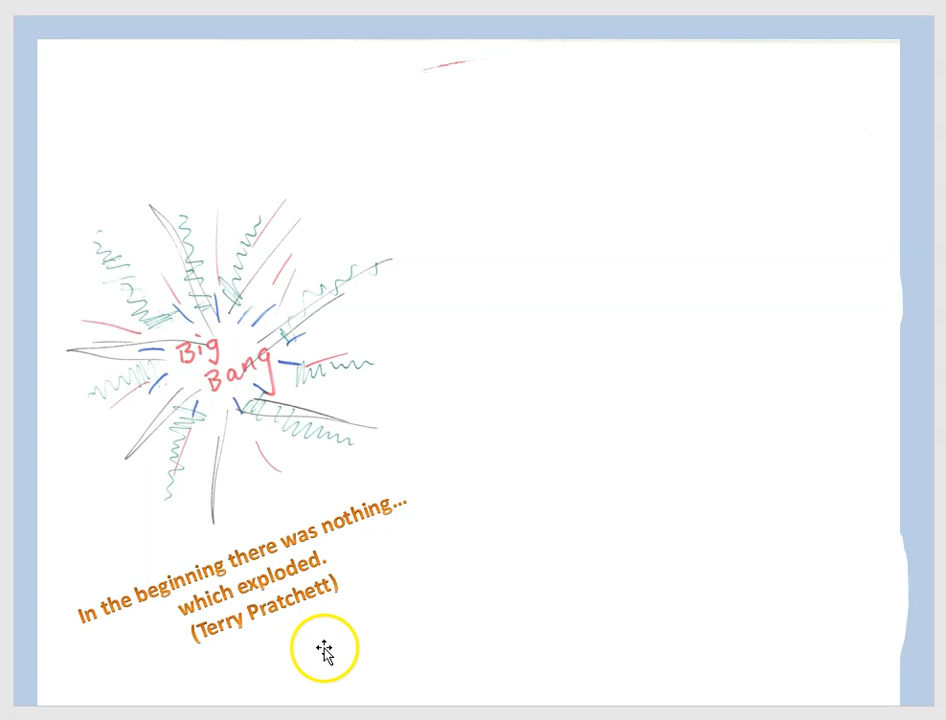 Big
Bang
In the beginning there was nothing...
which exploded.
(Terry Pratchett)